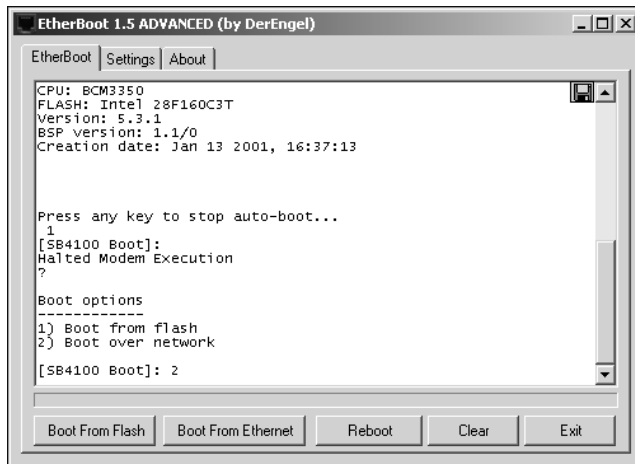 EtherBoot 1.5 ADVANCED (by DerEngel)
EtherBoot Settings About
CPU: BCM3350
FLASH: Intel 28F160C3T
Version: 5.3.1
BSP version: 1.1/0
Creation date: Jan 13 2001, 16:37:13
Press any key to stop auto-boot...
1
[SB4100 Boot]:
Halted Modem Execution
?
Boot options
------------
1) Boot from flash
2) Boot over network
[SB4100 Boot]: 2
Boot From Flash Boot From Ethernet Reboot Clear Exit